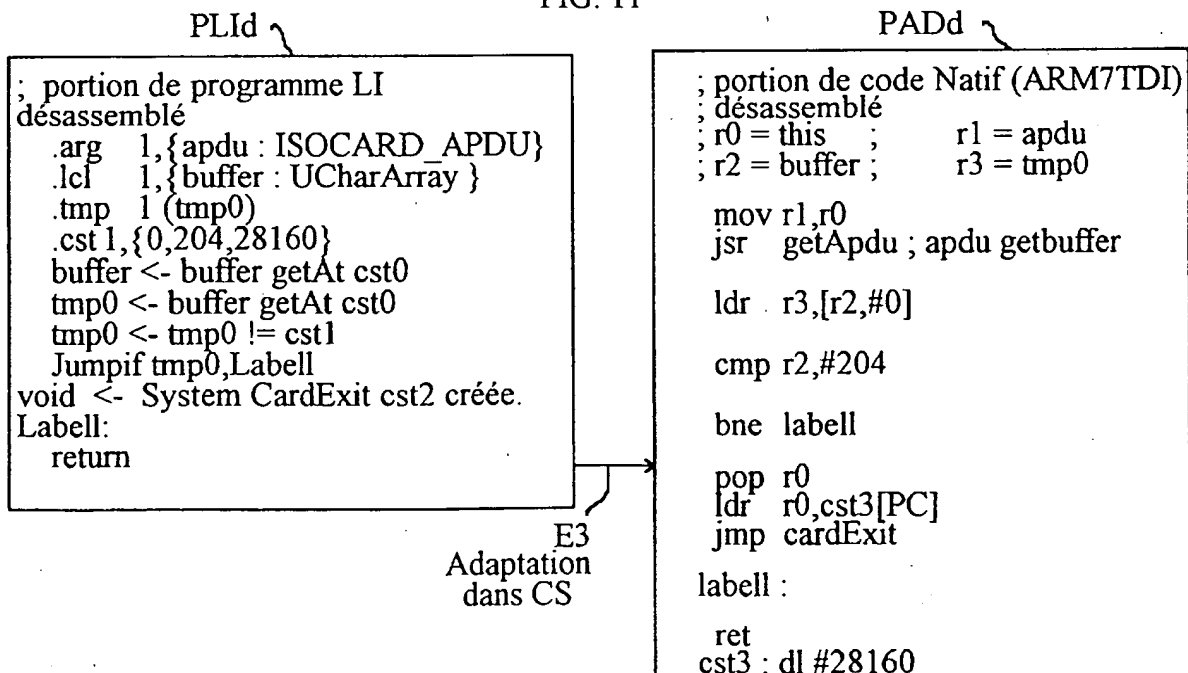 FIG. 11
PLId
; portion de programme LI
désassemblé
.arg 1,{apdu : ISOCARD_APDU}
.lcl 1,{buffer : UCharArray }
.tmp 1 (tmp0)
.cst 1,{0,204,28160}
buffer <- buffer getAt cst0
tmp0 <- buffer getAt cst0
tmp0 <- tmp0 != cst1
Jumpif tmp0,Labell
void <- System CardExit cst2 créée.
Labell:
return
E3
Adaptation
dans CS
PADd
; portion de code Natif (ARM7TDI)
; désassemblé
; r0 = this ; r1 = apdu
; r2 = buffer ; r3 = tmp0
mov r1,r0
jsr getApdu ; apdu getbuffer
ldr r3,[r2,#0]
cmp r2,#204
bne labell
pop r0
ldr r0,cst3[PC]
jmp cardExit
labell :
ret
cst3 : dl #28160